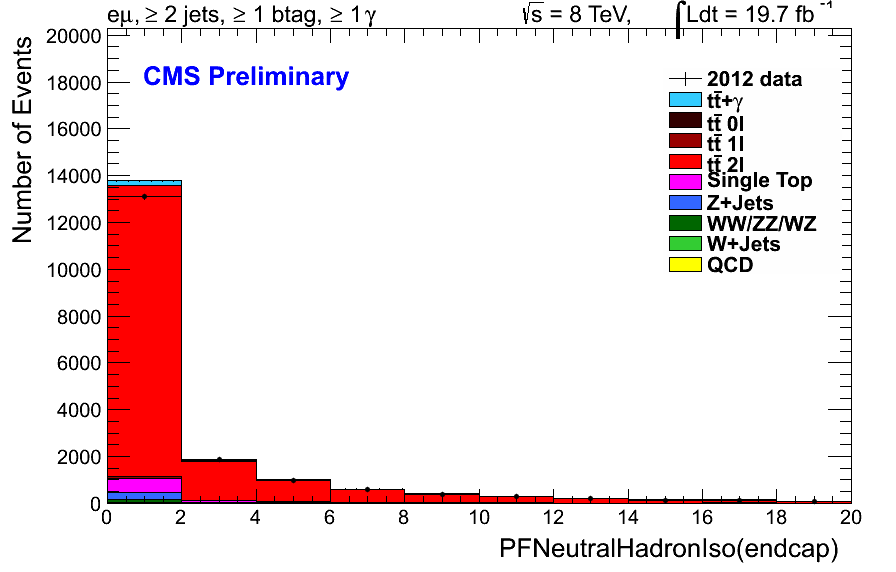 eμ, ≥ 2 jets, ≥ 1 btag, ≥ 1 γ √s = 8 TeV, ∫Ldt = 19.7 fb⁻¹
CMS Preliminary
Number of Events
20000
18000
16000
14000
12000
10000
8000
6000
4000
2000
0
2012 data
tt̄+γ
tt̄ 0l
tt̄ 1l
tt̄ 2l
Single Top
Z+Jets
WW/ZZ/WZ
W+Jets
QCD
0 2 4 6 8 10 12 14 16 18 20
PFNeutralHadronIso(endcap)